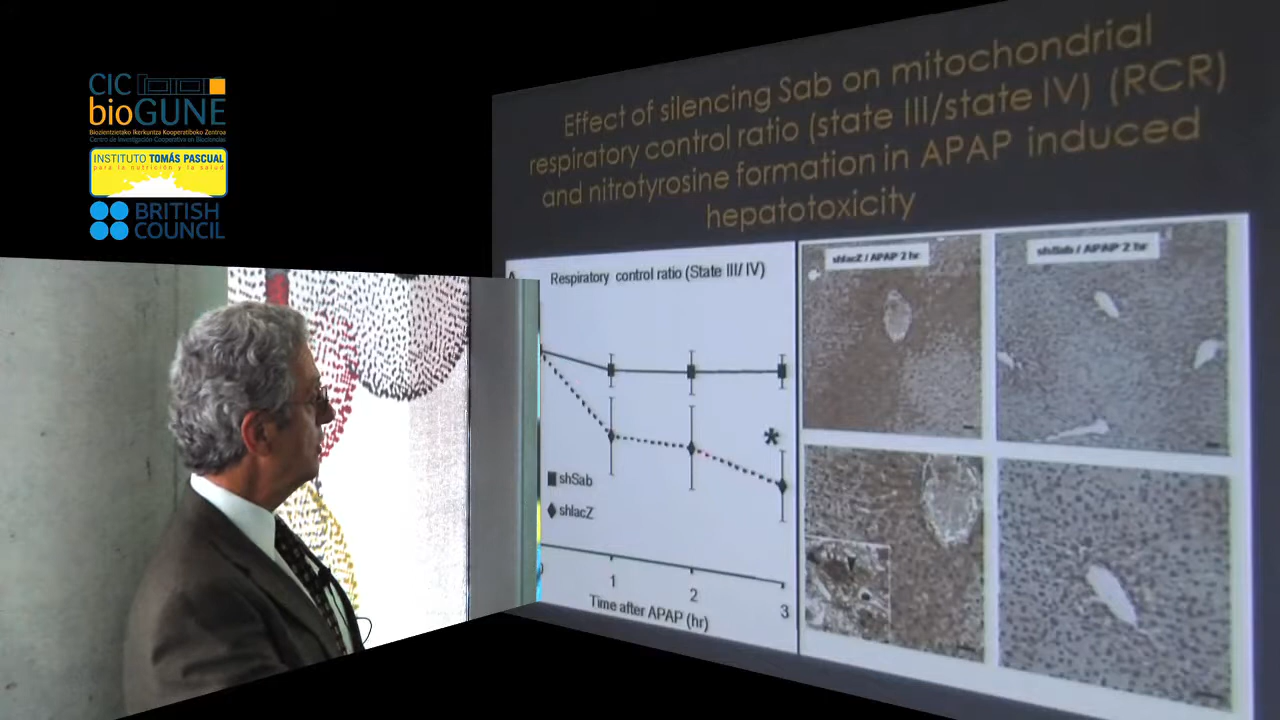 CIC
bioGUNE
Biozientzietako Ikerkuntza Kooperatiboko Zentroa
Centro de Investigación Cooperativa en Biociencias
INSTITUTO TOMÁS PASCUAL
para la nutrición y la salud
BRITISH
COUNCIL
Effect of silencing Sab on mitochondrial
respiratory control ratio (state III/state IV) (RCR)
and nitrotyrosine formation in APAP induced
hepatotoxicity
Respiratory control ratio (State III/ IV)
shlacZ / APAP 2 hr
shSab / APAP 2 hr
*
shSab
shlacZ
1
2
3
Time after APAP (hr)